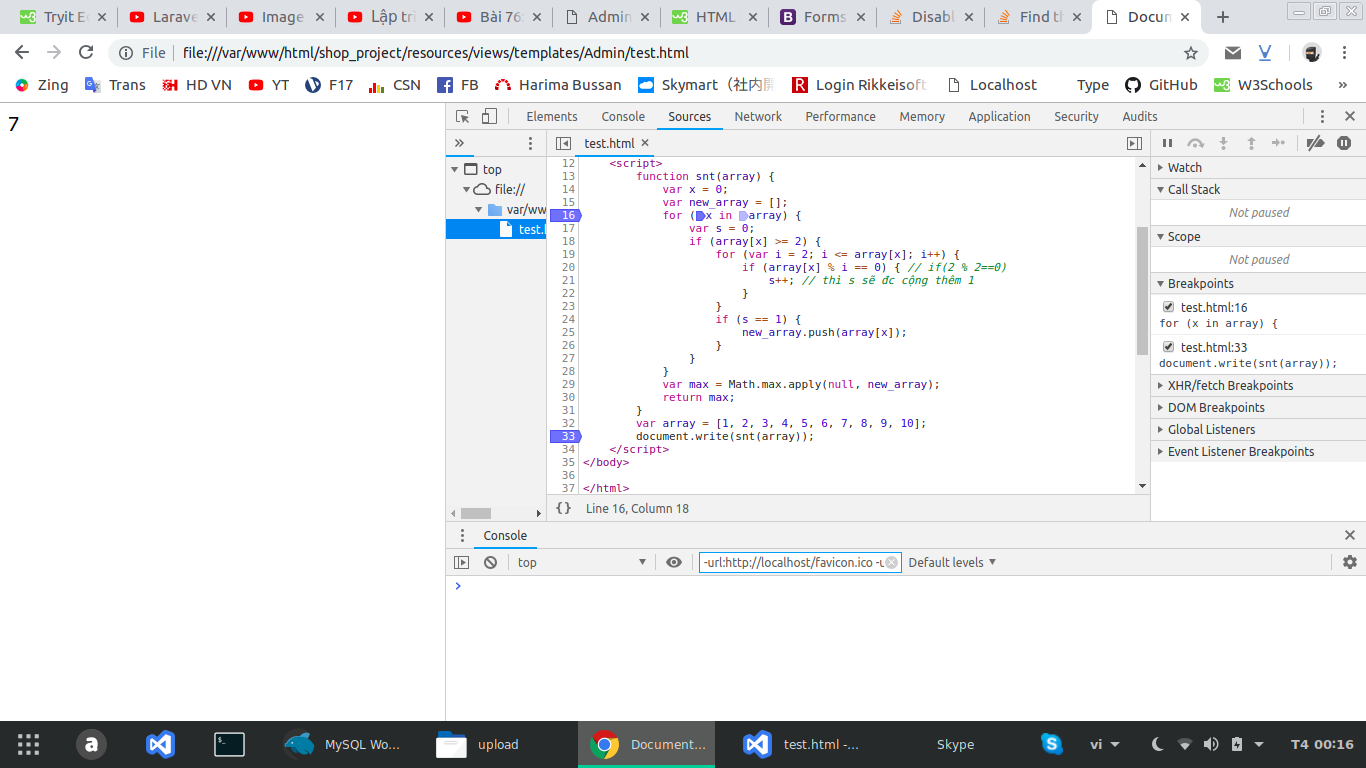 Tryit Ec
Larave
Image
Lập trì
Bài 76:
Admin
HTML
Forms
Disabl
Find th
Docun
File
file:///var/www/html/shop_project/resources/views/templates/Admin/test.html
Zing
Trans
HD VN
YT
F17
CSN
FB
Harima Bussan
Skymart（社内開
Login Rikkeisoft
Localhost
Type
GitHub
W3Schools
»
7
Elements
Console
Sources
Network
Performance
Memory
Application
Security
Audits
»
test.html
top
file://
var/ww
test.h
12 <script>
13 function snt(array) {
14 var x = 0;
15 var new_array = [];
16 for (x in array) {
17 var s = 0;
18 if (array[x] >= 2) {
19 for (var i = 2; i <= array[x]; i++) {
20 if (array[x] % i == 0) { // if(2 % 2==0)
21 s++; // thì s sẽ đc cộng thêm 1
22 }
23 }
24 if (s == 1) {
25 new_array.push(array[x]);
26 }
27 }
28 }
29 var max = Math.max.apply(null, new_array);
30 return max;
31 }
32 var array = [1, 2, 3, 4, 5, 6, 7, 8, 9, 10];
33 document.write(snt(array));
34 </script>
35 </body>
36
37 </html>
{} Line 16, Column 18
Watch
Call Stack
Not paused
Scope
Not paused
Breakpoints
test.html:16
for (x in array) {
test.html:33
document.write(snt(array));
XHR/fetch Breakpoints
DOM Breakpoints
Global Listeners
Event Listener Breakpoints
Console
top
-url:http://localhost/favicon.ico -u
Default levels
>
a
$_
MySQL Wo...
upload
Document...
test.html -...
Skype
vi
T4 00:16